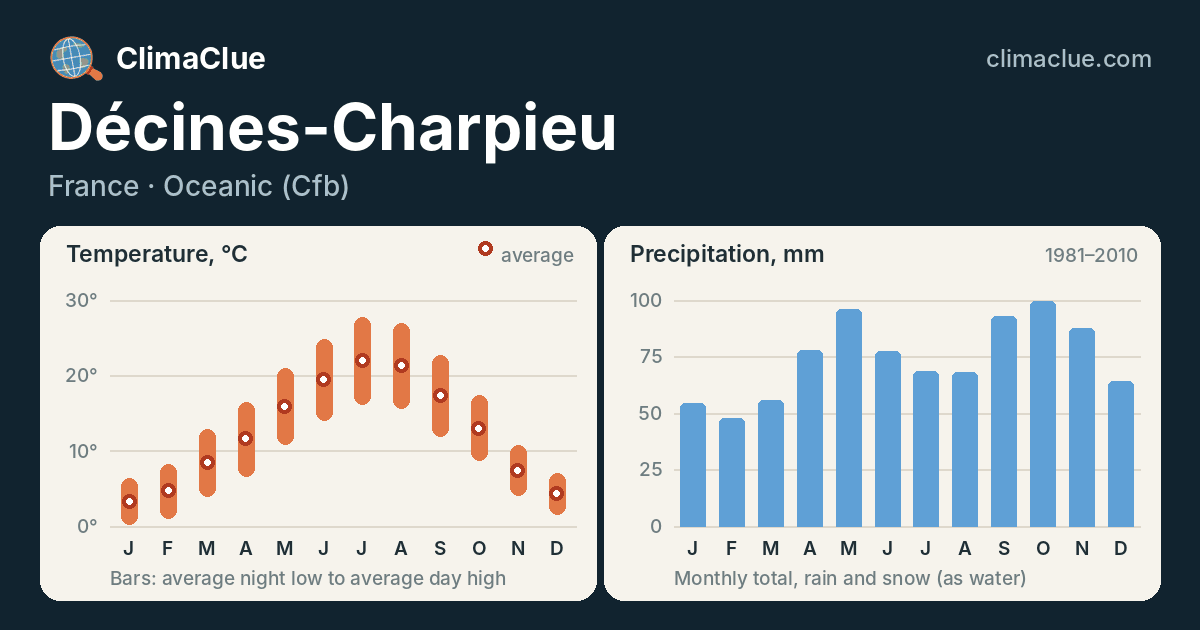 ClimaClue
climaclue.com
Décines-Charpieu
France · Oceanic (Cfb)
Temperature, °C
average
30°
20°
10°
0°
J F M A M J J A S O N D
Bars: average night low to average day high
Precipitation, mm
1981–2010
100
75
50
25
0
J F M A M J J A S O N D
Monthly total, rain and snow (as water)